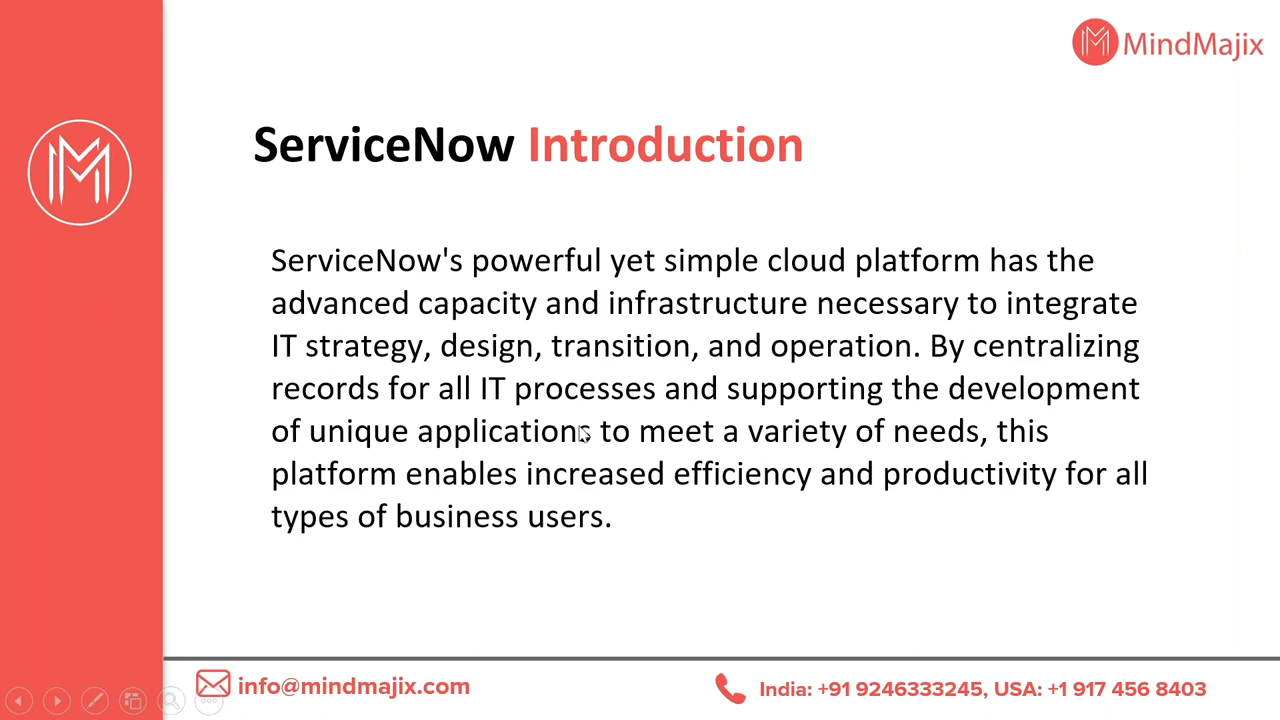 MindMajix
ServiceNow Introduction
ServiceNow's powerful yet simple cloud platform has the
advanced capacity and infrastructure necessary to integrate
IT strategy, design, transition, and operation. By centralizing
records for all IT processes and supporting the development
of unique applications to meet a variety of needs, this
platform enables increased efficiency and productivity for all
types of business users.
info@mindmajix.com
India: +91 9246333245, USA: +1 917 456 8403